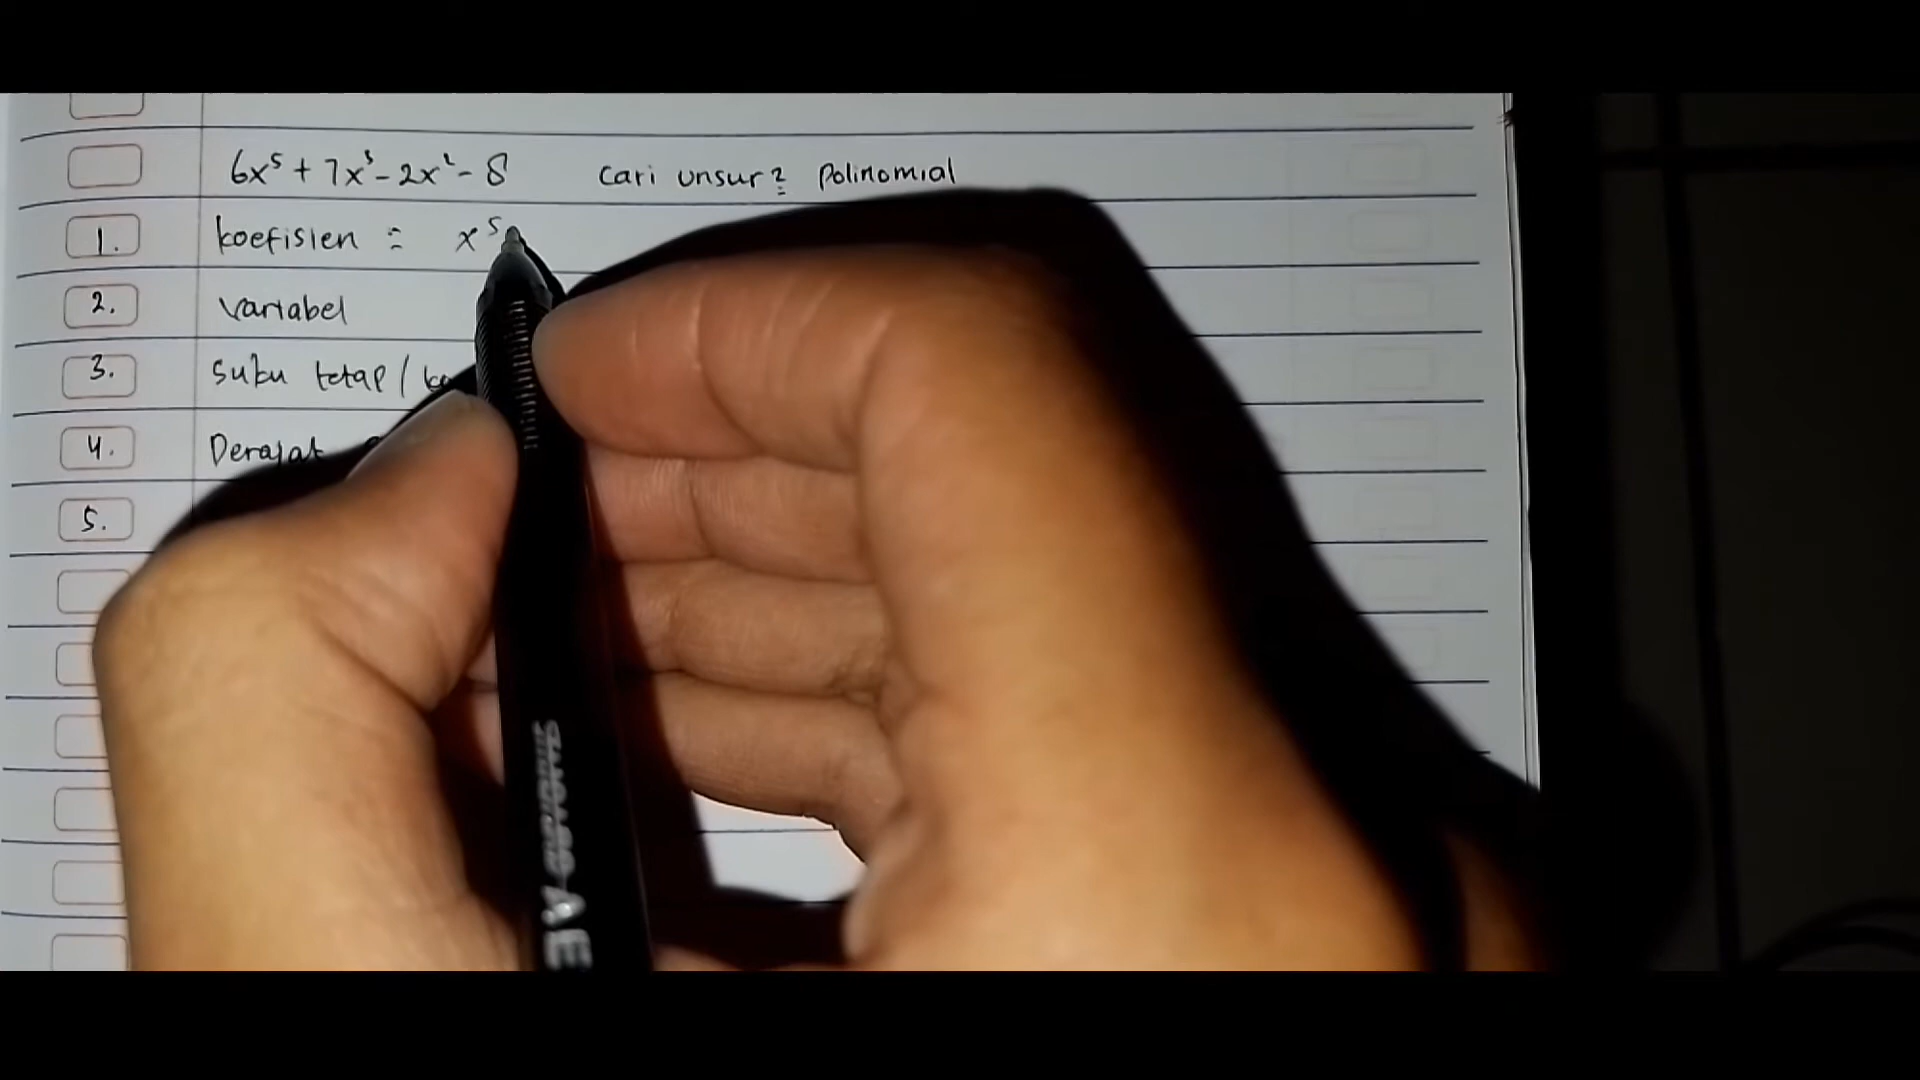 6x⁵ + 7x³ - 2x² - 8 Cari unsur² Polinomial
1. koefisien : x⁵
2. Variabel
3. Suku tetap /
4. Derajat
5.